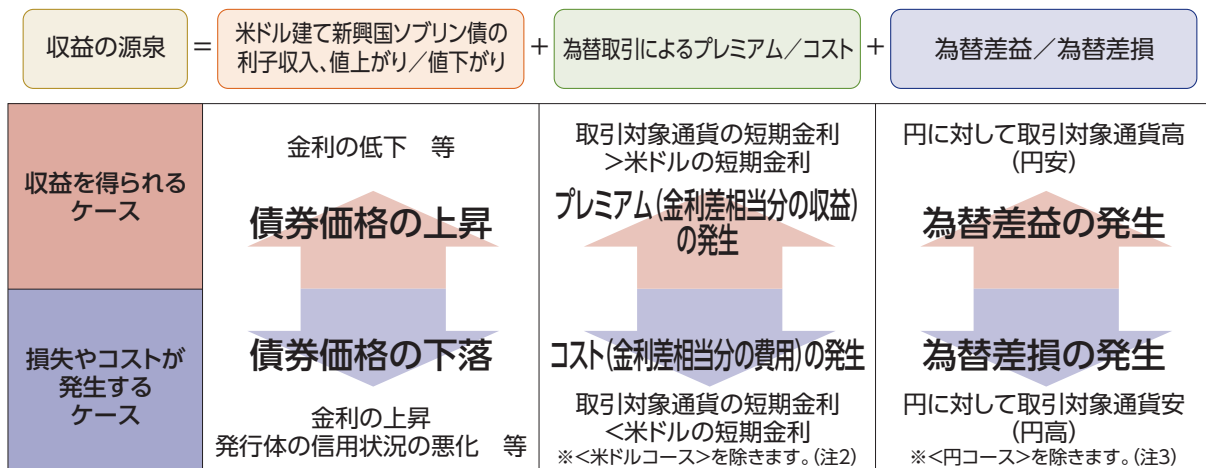 収益の源泉
=
米ドル建て新興国ソブリン債の
利子収入、値上がり／値下がり
+
為替取引によるプレミアム／コスト
+
為替差益／為替差損
収益を得られる
ケース
金利の低下　等
債券価格の上昇
取引対象通貨の短期金利
＞米ドルの短期金利
プレミアム(金利差相当分の収益)
の発生
円に対して取引対象通貨高
(円安)
為替差益の発生
損失やコストが
発生する
ケース
債券価格の下落
金利の上昇
発行体の信用状況の悪化　等
コスト(金利差相当分の費用)の発生
取引対象通貨の短期金利
＜米ドルの短期金利
※<米ドルコース>を除きます。(注2)
為替差損の発生
円に対して取引対象通貨安
(円高)
※<円コース>を除きます。(注3)